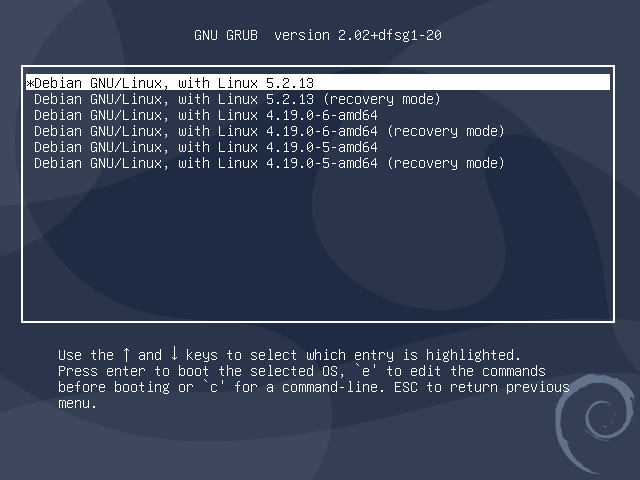 GNU GRUB  version 2.02+dfsg1-20
*Debian GNU/Linux, with Linux 5.2.13
Debian GNU/Linux, with Linux 5.2.13 (recovery mode)
Debian GNU/Linux, with Linux 4.19.0-6-amd64
Debian GNU/Linux, with Linux 4.19.0-6-amd64 (recovery mode)
Debian GNU/Linux, with Linux 4.19.0-5-amd64
Debian GNU/Linux, with Linux 4.19.0-5-amd64 (recovery mode)
Use the ↑ and ↓ keys to select which entry is highlighted.
Press enter to boot the selected OS, `e' to edit the commands
before booting or `c' for a command-line. ESC to return previous
menu.